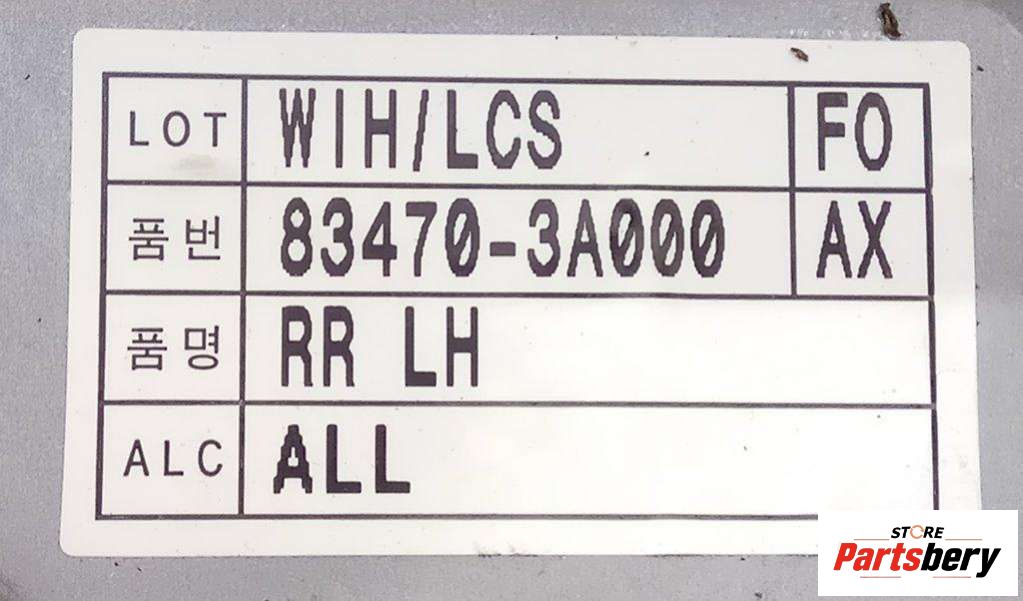 LOT WIH/LCS FO
품번 83470-3A000 AX
품명 RR LH
ALC ALL
STORE
Partsbery